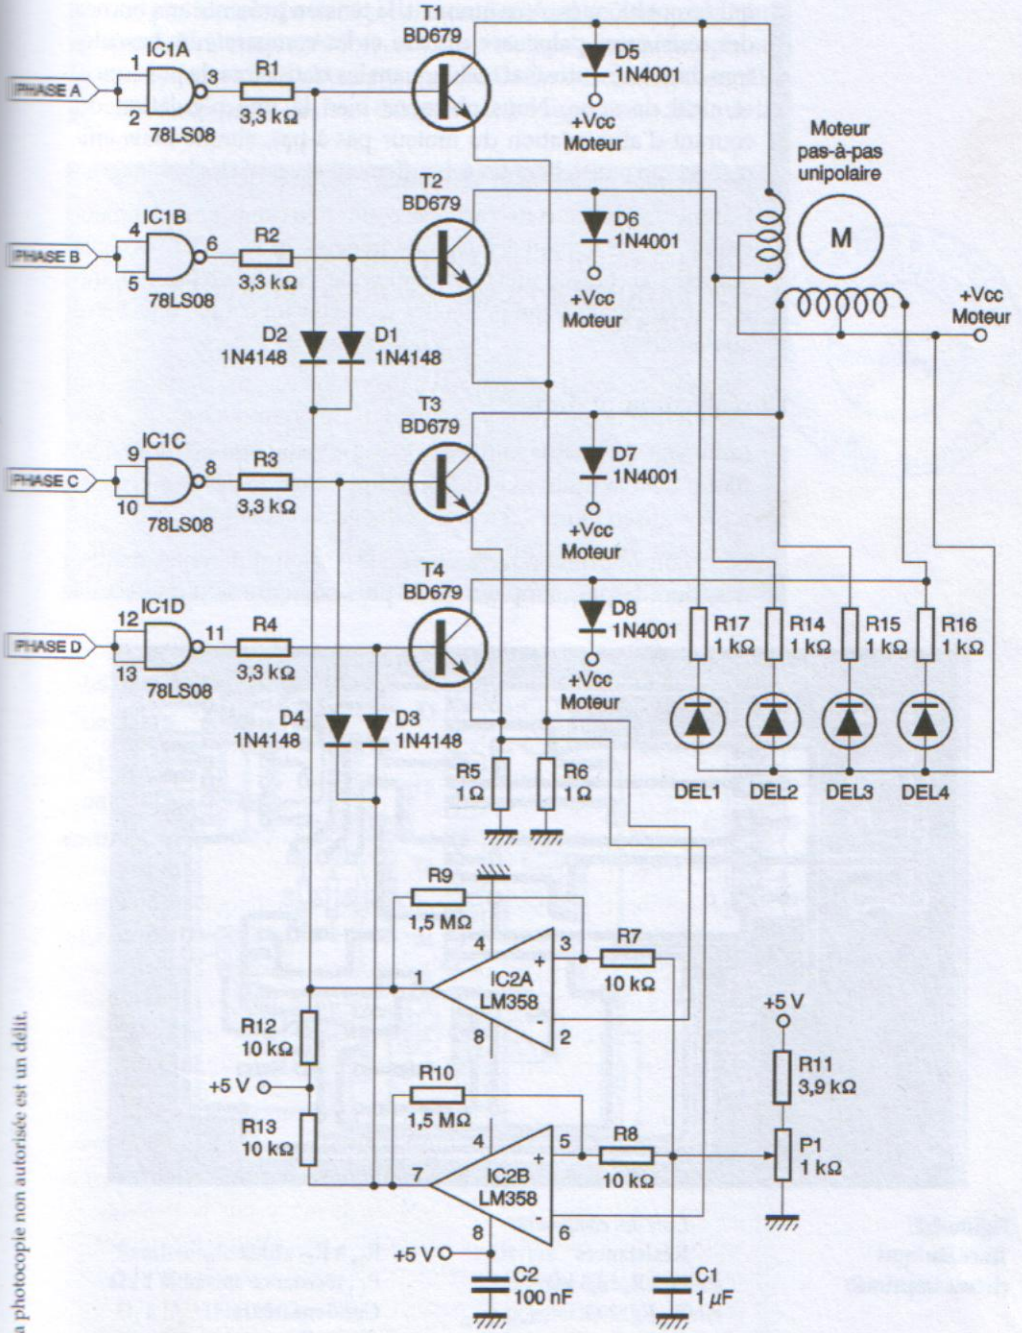 T1
BD679
IC1A
1
2
3
R1
3,3 kΩ
78LS08
PHASE A
D5
1N4001
+Vcc
Moteur
Moteur
pas-à-pas
unipolaire
M
T2
BD679
IC1B
4
5
6
R2
3,3 kΩ
78LS08
PHASE B
D6
1N4001
+Vcc
Moteur
+Vcc
Moteur
D2
1N4148
D1
1N4148
T3
BD679
IC1C
9
10
8
R3
3,3 kΩ
78LS08
PHASE C
D7
1N4001
+Vcc
Moteur
T4
BD679
IC1D
12
13
11
R4
3,3 kΩ
78LS08
PHASE D
D8
1N4001
+Vcc
Moteur
R17
1 kΩ
R14
1 kΩ
R15
1 kΩ
R16
1 kΩ
D4
1N4148
D3
1N4148
R5
1 Ω
R6
1 Ω
DEL1
DEL2
DEL3
DEL4
R9
,5 MΩ
4
3
+
R7
10 kΩ
1
IC2A
LM358
-
8
2
R12
10 kΩ
+5 V
R13
10 kΩ
R10
1,5 MΩ
4
5
+
R8
10 kΩ
7
IC2B
LM358
-
8
6
+5 V
R11
3,9 kΩ
P1
1 kΩ
+5 V
C2
100 nF
C1
1 µF
a photocopie non autorisée est un délit.